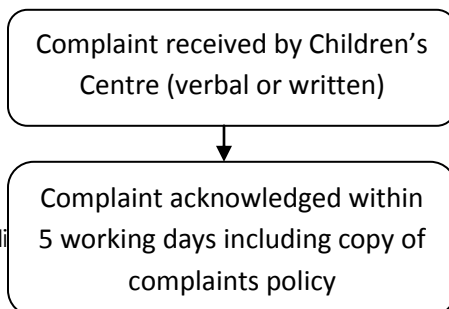 Complaint received by Children’s
Centre (verbal or written)
Complaint acknowledged within
5 working days including copy of
complaints policy